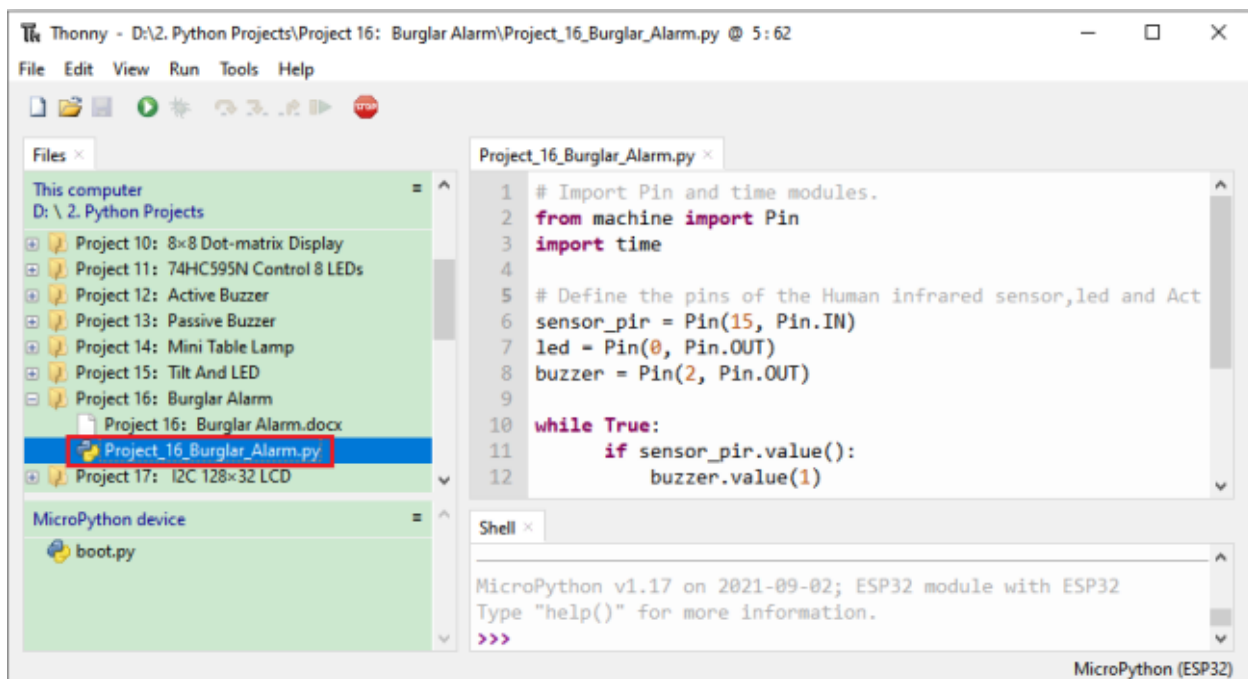 Thonny - D:\2. Python Projects\Project 16: Burglar Alarm\Project_16_Burglar_Alarm.py @ 5:62
File Edit View Run Tools Help
STOP
Files
This computer
D: \ 2. Python Projects
Project 10: 8×8 Dot-matrix Display
Project 11: 74HC595N Control 8 LEDs
Project 12: Active Buzzer
Project 13: Passive Buzzer
Project 14: Mini Table Lamp
Project 15: Tilt And LED
Project 16: Burglar Alarm
Project 16: Burglar Alarm.docx
Project_16_Burglar_Alarm.py
Project 17: I2C 128×32 LCD
MicroPython device
boot.py
Project_16_Burglar_Alarm.py
1 # Import Pin and time modules.
2 from machine import Pin
3 import time
4
5 # Define the pins of the Human infrared sensor,led and Act
6 sensor_pir = Pin(15, Pin.IN)
7 led = Pin(0, Pin.OUT)
8 buzzer = Pin(2, Pin.OUT)
9
10 while True:
11 if sensor_pir.value():
12 buzzer.value(1)
Shell
MicroPython v1.17 on 2021-09-02; ESP32 module with ESP32
Type "help()" for more information.
>>>
MicroPython (ESP32)